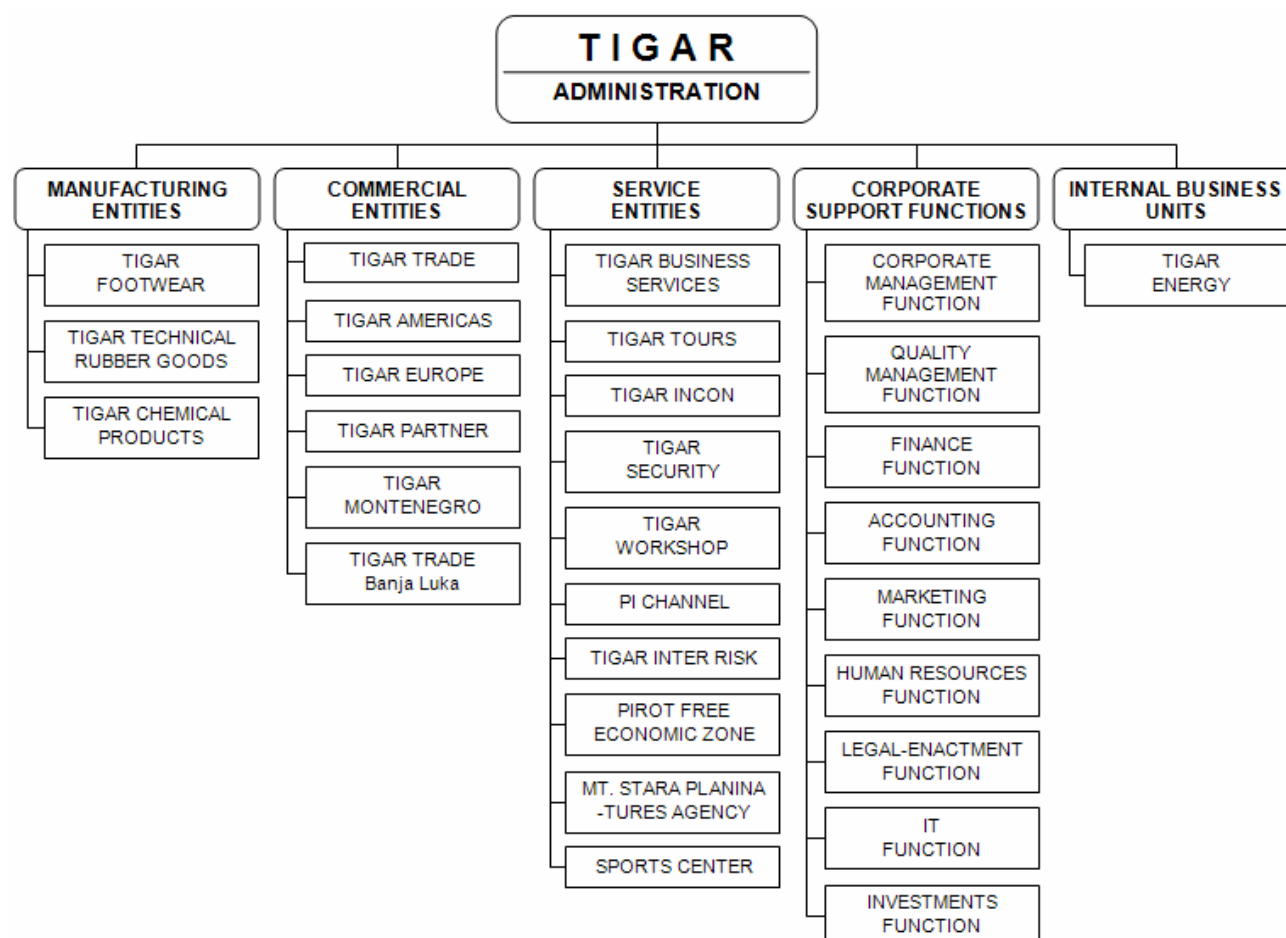 T I G A R
ADMINISTRATION
MANUFACTURING
ENTITIES
TIGAR
FOOTWEAR
TIGAR TECHNICAL
RUBBER GOODS
TIGAR CHEMICAL
PRODUCTS
COMMERCIAL
ENTITIES
TIGAR TRADE
TIGAR AMERICAS
TIGAR EUROPE
TIGAR PARTNER
TIGAR
MONTENEGRO
TIGAR TRADE
Banja Luka
SERVICE
ENTITIES
TIGAR BUSINESS
SERVICES
TIGAR TOURS
TIGAR INCON
TIGAR
SECURITY
TIGAR
WORKSHOP
PI CHANNEL
TIGAR INTER RISK
PIROT FREE
ECONOMIC ZONE
MT. STARA PLANINA
-TURES AGENCY
SPORTS CENTER
CORPORATE
SUPPORT FUNCTIONS
CORPORATE
MANAGEMENT
FUNCTION
QUALITY
MANAGEMENT
FUNCTION
FINANCE
FUNCTION
ACCOUNTING
FUNCTION
MARKETING
FUNCTION
HUMAN RESOURCES
FUNCTION
LEGAL-ENACTMENT
FUNCTION
IT
FUNCTION
INVESTMENTS
FUNCTION
INTERNAL BUSINESS
UNITS
TIGAR
ENERGY